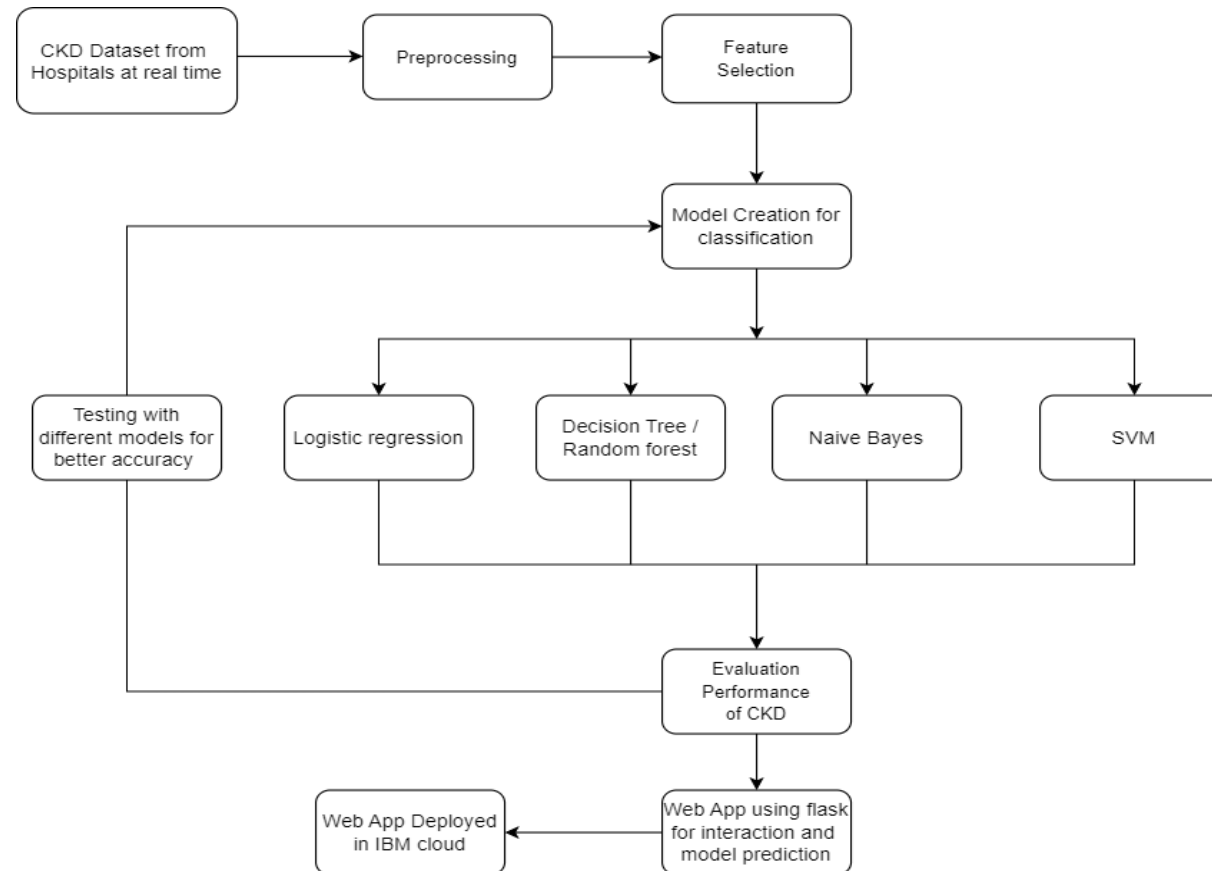 CKD Dataset from
Hospitals at real time
Preprocessing
Feature
Selection
Model Creation for
classification
Testing with
different models for
better accuracy
Logistic regression
Decision Tree /
Random forest
Naive Bayes
SVM
Evaluation
Performance
of CKD
Web App Deployed
in IBM cloud
Web App using flask
for interaction and
model prediction